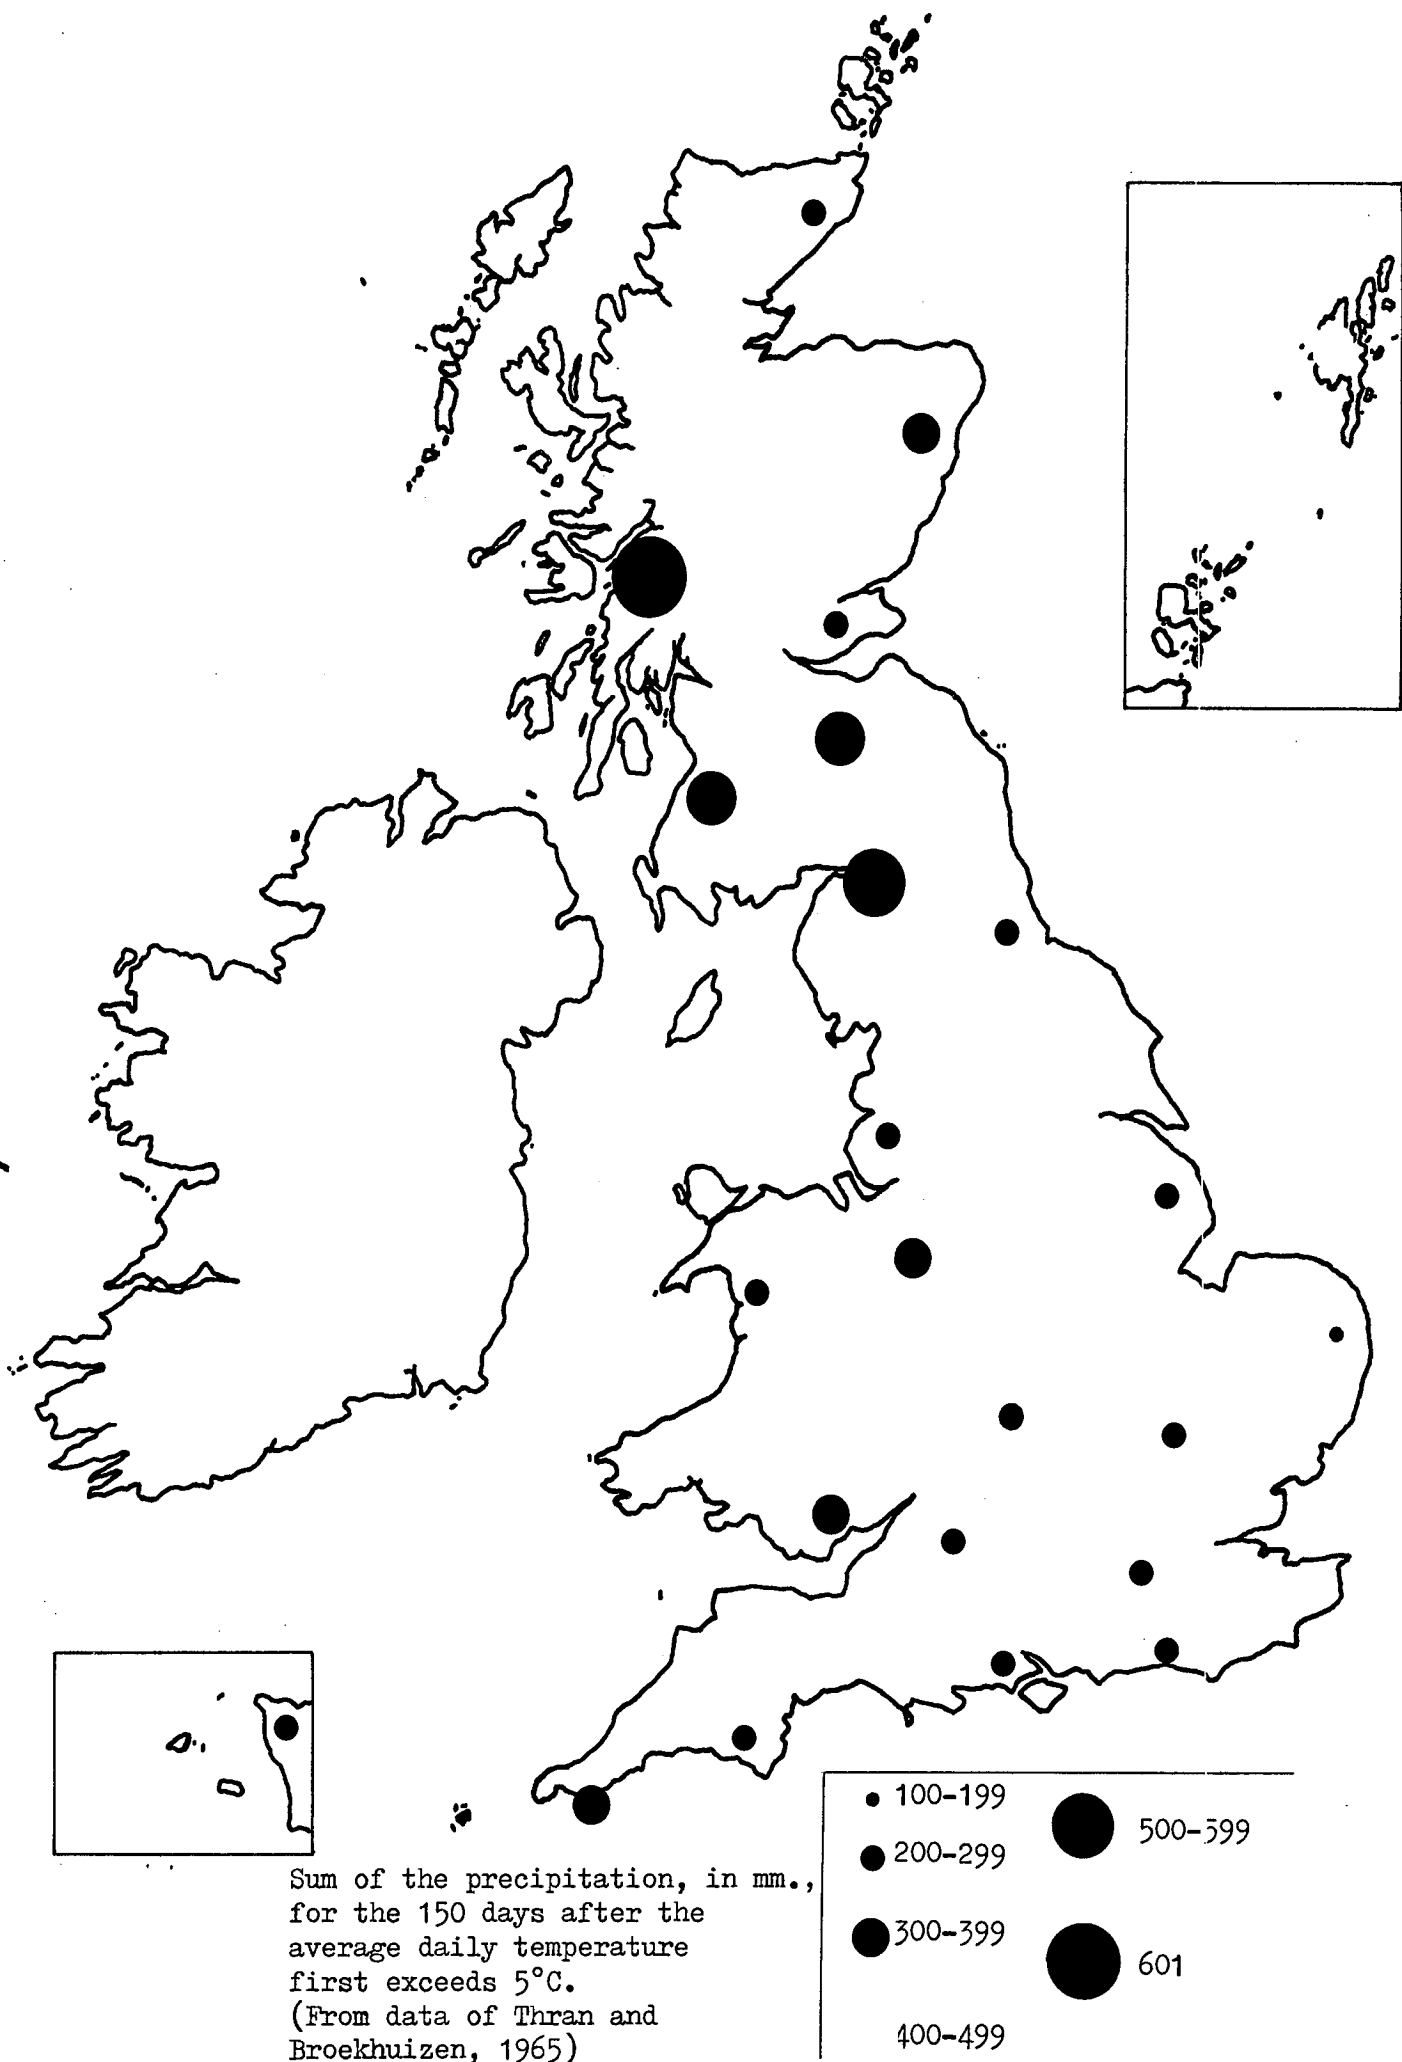 100-199
200-299
300-399
400-499
500-599
601
Sum of the precipitation, in mm.,
for the 150 days after the
average daily temperature
first exceeds 5°C.
(From data of Thran and
Broekhuizen, 1965)